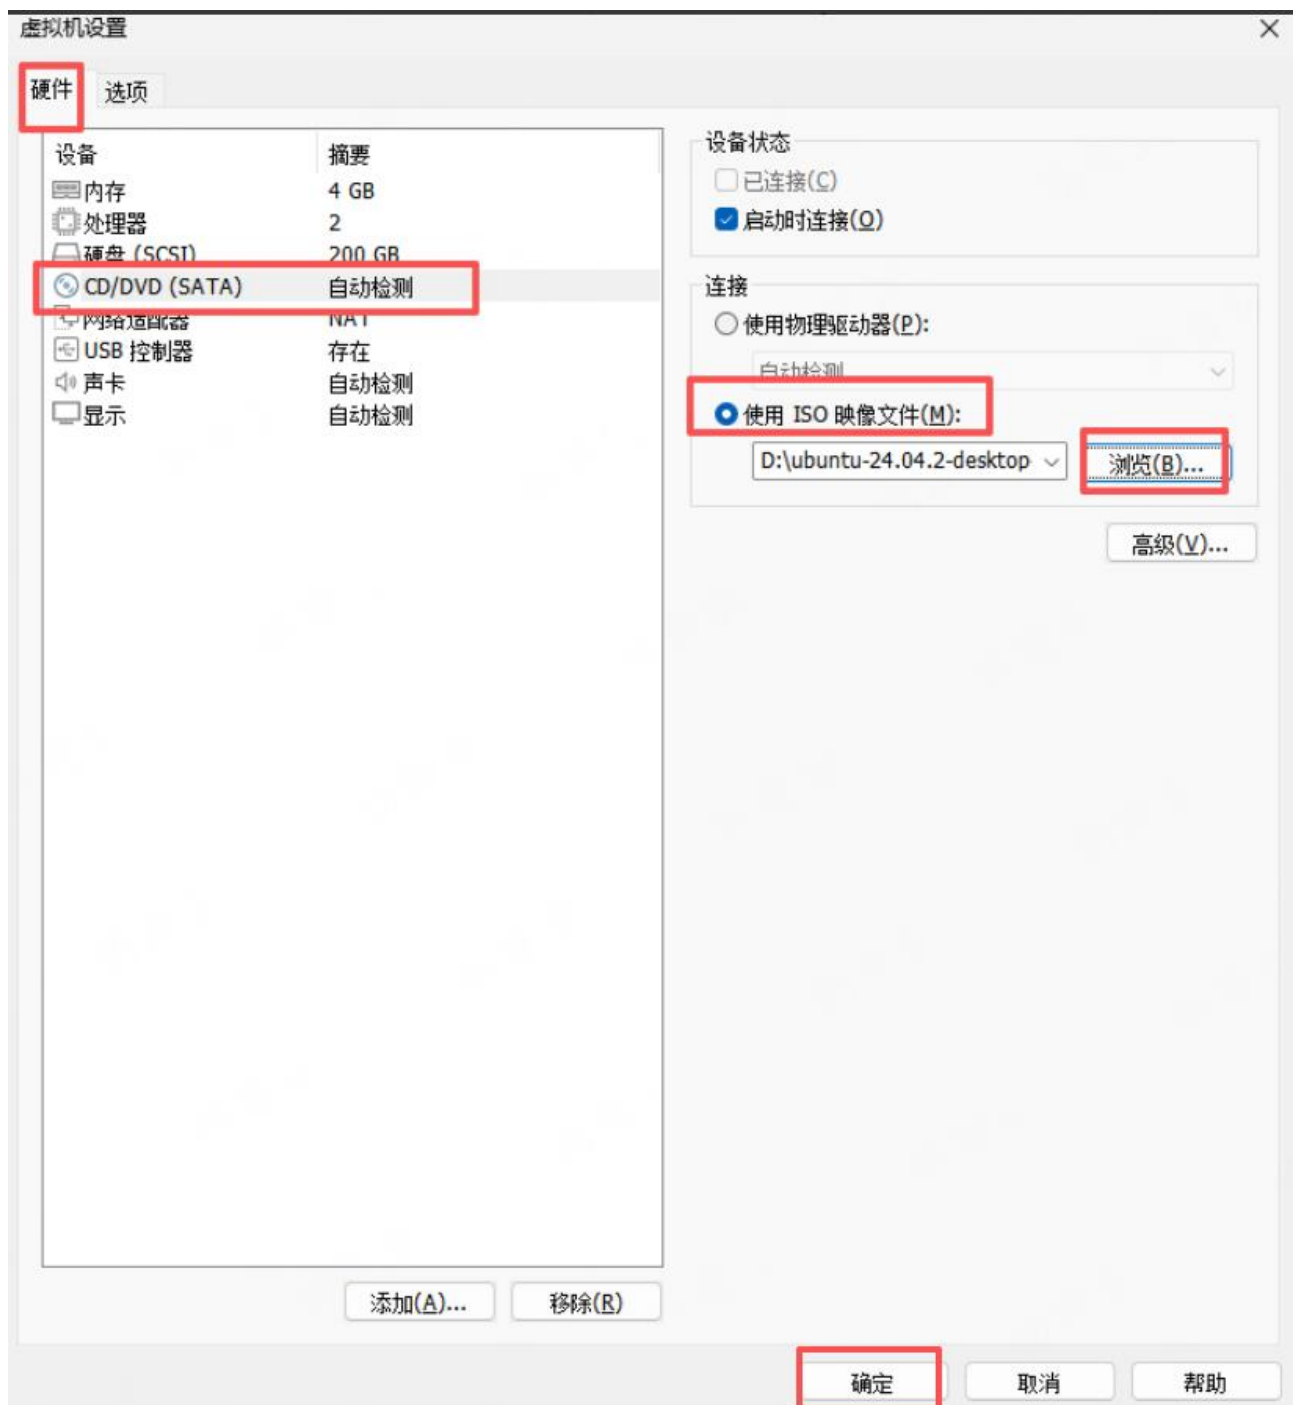 虚拟机设置
硬件 选项
设备 摘要
内存 4 GB
处理器 2
硬盘 (SCSI) 200 GB
CD/DVD (SATA) 自动检测
网络适配器 NAT
USB 控制器 存在
声卡 自动检测
显示 自动检测
添加(A)... 移除(R)
设备状态
已连接(C)
启动时连接(O)
连接
使用物理驱动器(P):
自动检测
使用 ISO 映像文件(M):
D:\ubuntu-24.04.2-desktop
浏览(B)...
高级(V)...
确定 取消 帮助